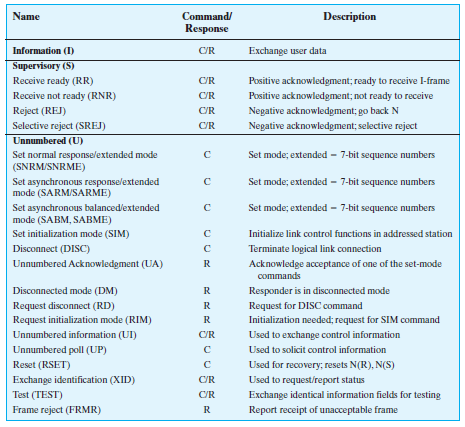 Name Command/ Description
Response
Information (I) C/R Exchange user data
Supervisory (S)
Receive ready (RR) C/R Positive acknowledgment; ready to receive I-frame
Receive not ready (RNR) C/R Positive acknowledgment; not ready to receive
Reject (REJ) C/R Negative acknowledgment; go back N
Selective reject (SREJ) C/R Negative acknowledgment; selective reject
Unnumbered (U)
Set normal response/extended mode C Set mode; extended = 7-bit sequence numbers
(SNRM/SNRME)
Set asynchronous response/extended C Set mode; extended = 7-bit sequence numbers
mode (SARM/SARME)
Set asynchronous balanced/extended C Set mode; extended = 7-bit sequence numbers
mode (SABM, SABME)
Set initialization mode (SIM) C Initialize link control functions in addressed station
Disconnect (DISC) C Terminate logical link connection
Unnumbered Acknowledgment (UA) R Acknowledge acceptance of one of the set-mode
commands
Disconnected mode (DM) R Responder is in disconnected mode
Request disconnect (RD) R Request for DISC command
Request initialization mode (RIM) R Initialization needed; request for SIM command
Unnumbered information (UI) C/R Used to exchange control information
Unnumbered poll (UP) C Used to solicit control information
Reset (RSET) C Used for recovery; resets N(R), N(S)
Exchange identification (XID) C/R Used to request/report status
Test (TEST) C/R Exchange identical information fields for testing
Frame reject (FRMR) R Report receipt of unacceptable frame